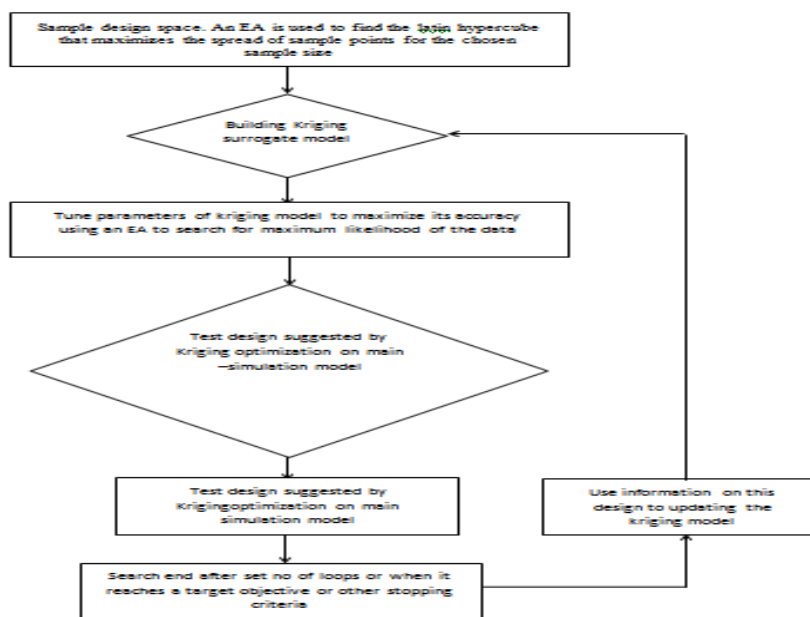 Sample design space. An EA is used to find the latin hypercube
that maximizes the spread of sample points for the chosen
sample size
Building Kriging
surrogate model
Tune parameters of kriging model to maximize its accuracy
using an EA to search for maximum likelihood of the data
Test design suggested by
Kriging optimization on main
–simulation model
Test design suggested by
Krigingoptimization on main
simulation model
Use information on this
design to updating the
kriging model
Search end after set no of loops or when it
reaches a target objective or other stopping
criteria